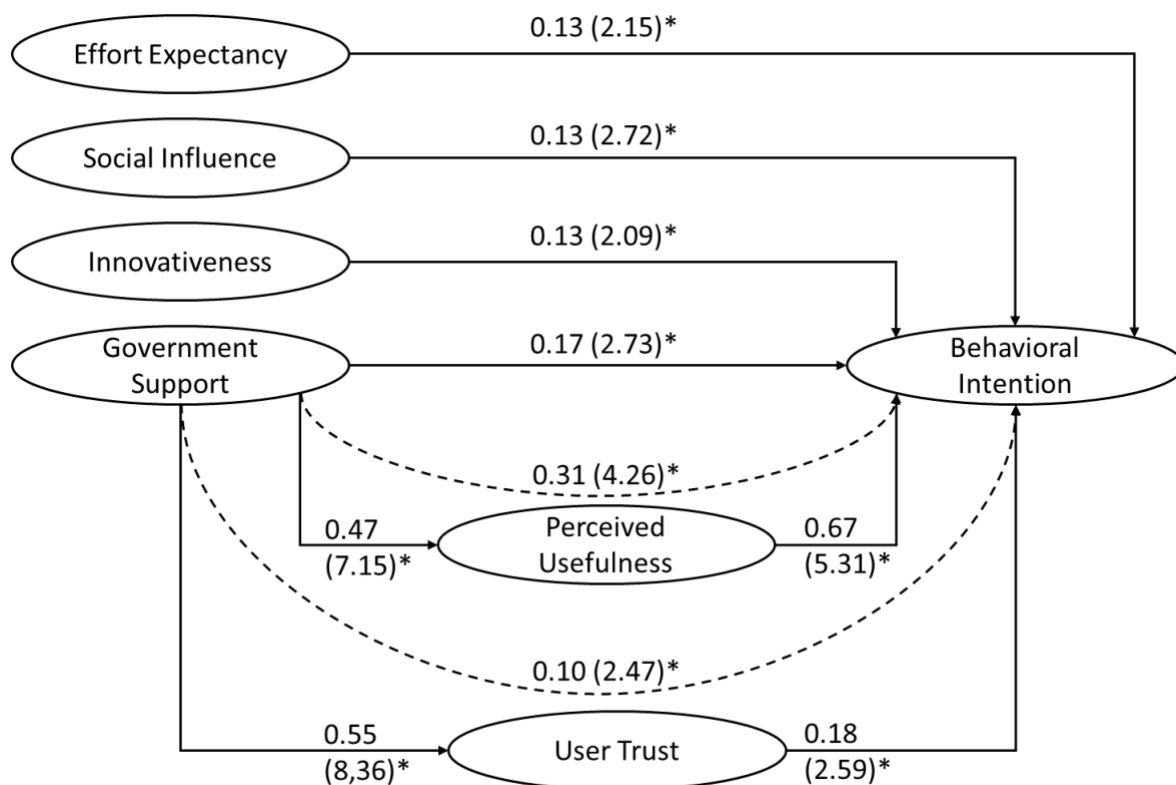 0.13 (2.15)*
Effort Expectancy
0.13 (2.72)*
Social Influence
0.13 (2.09)*
Innovativeness
Government
Support
0.17 (2.73)*
Behavioral
Intention
0.31 (4.26)*
0.47
(7.15)*
Perceived
Usefulness
0.67
(5.31)*
0.10 (2.47)*
0.55
(8,36)*
User Trust
0.18
(2.59)*